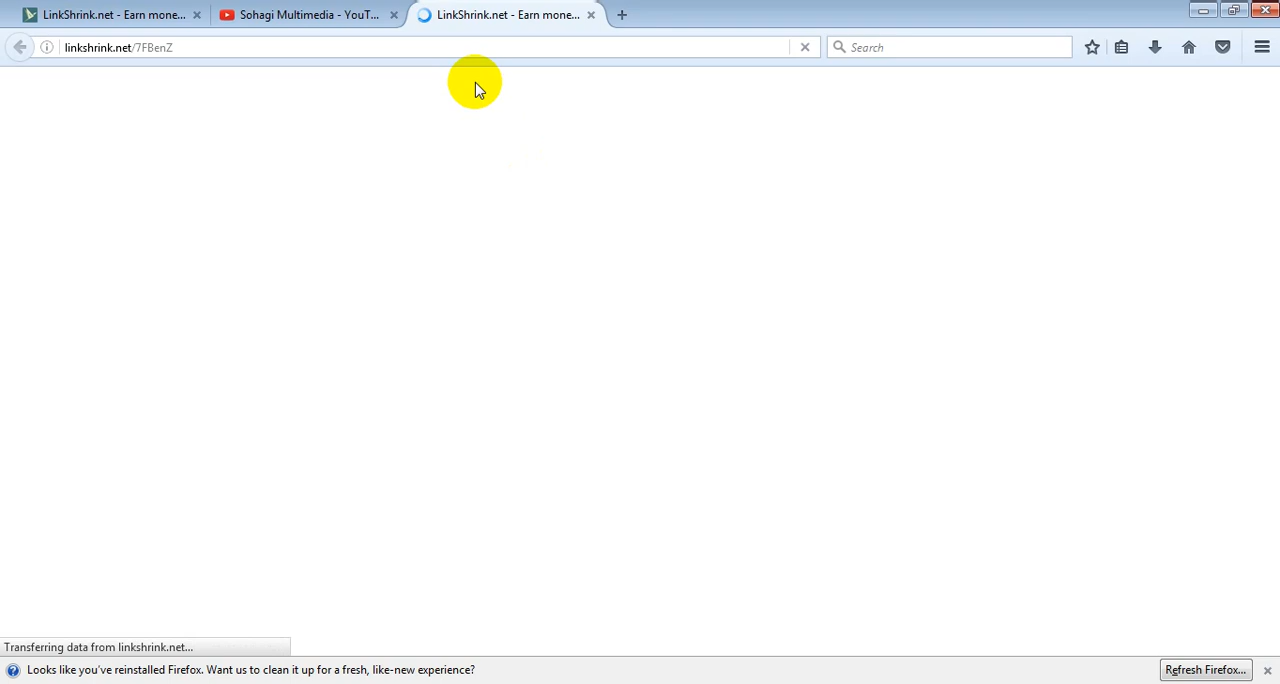 LinkShrink.net - Earn mone...
Sohagi Multimedia - YouT...
LinkShrink.net - Earn mone...
linkshrink.net/7FBenZ
Search
Transferring data from linkshrink.net...
Looks like you've reinstalled Firefox. Want us to clean it up for a fresh, like-new experience?
Refresh Firefox...